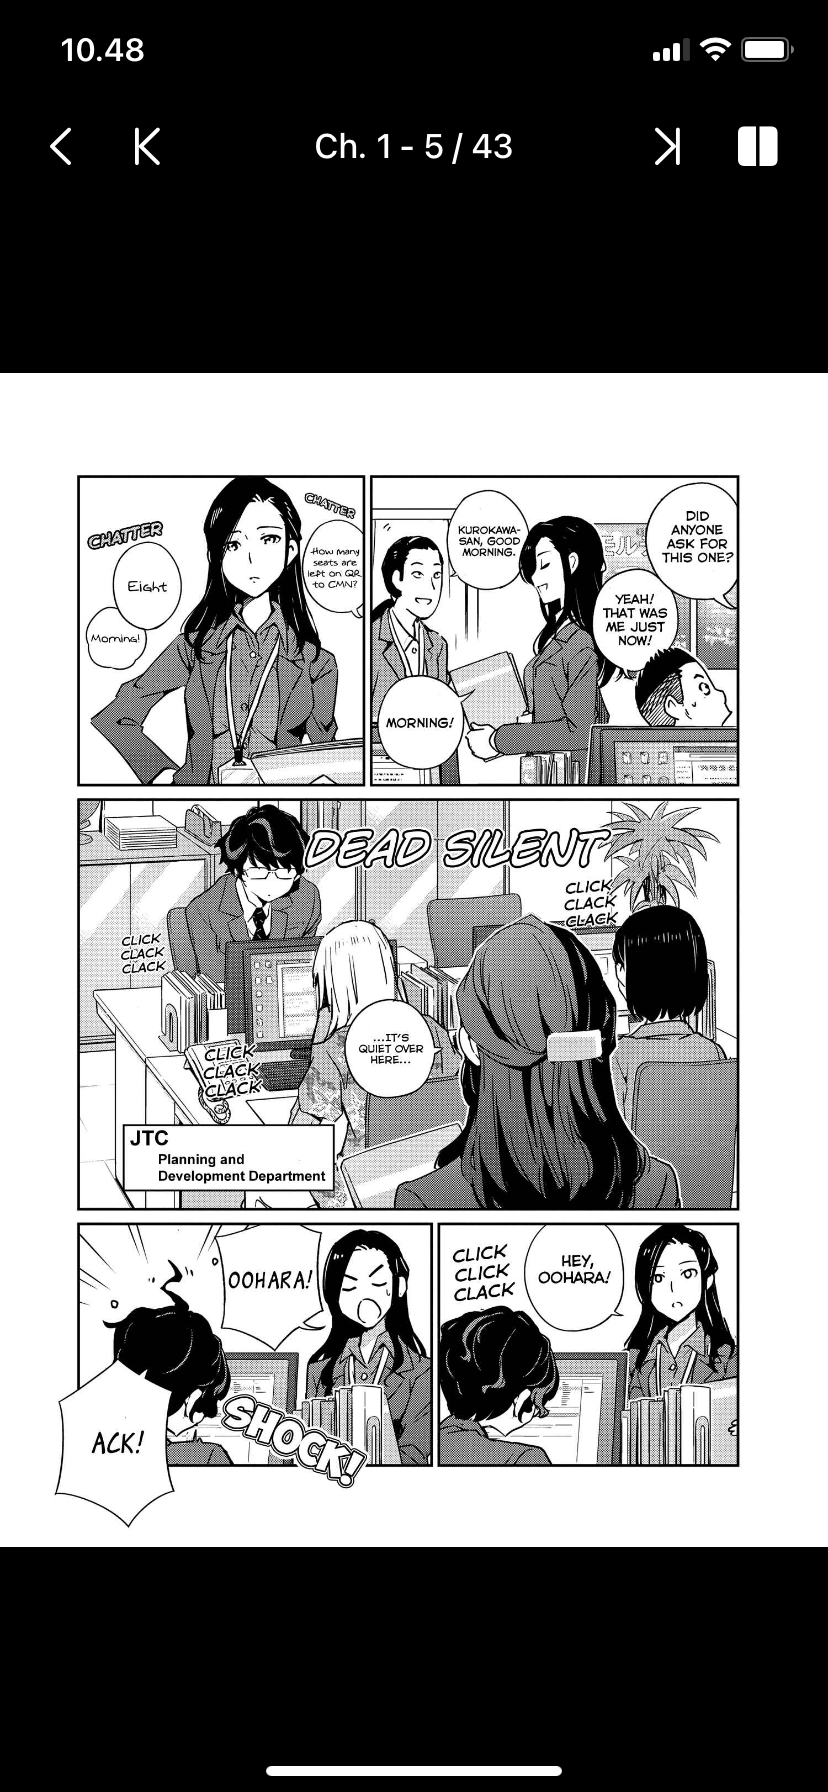 10.48
Ch. 1 - 5 / 43
DID
ANYONE
ASK FOR
THIS ONE?
YEAH!
THAT WAS
ME JUST
NOW!
KUROKAWA-
SAN, GOOD
MORNING.
MORNING!
モル
CHATTER
How many
seats are
left on QR
to CMN?
CHATTER
Eight
Morning!
DEAD SILENT
CLICK
CLACK
CLACK
CLICK
CLACK
CLACK
...IT'S
QUIET OVER
HERE...
CLICK
CLACK
CLACK
JTC
Planning and
Development Department
HEY,
OOHARA!
CLICK
CLICK
CLACK
OOHARA!
ACK!
SHOCK!